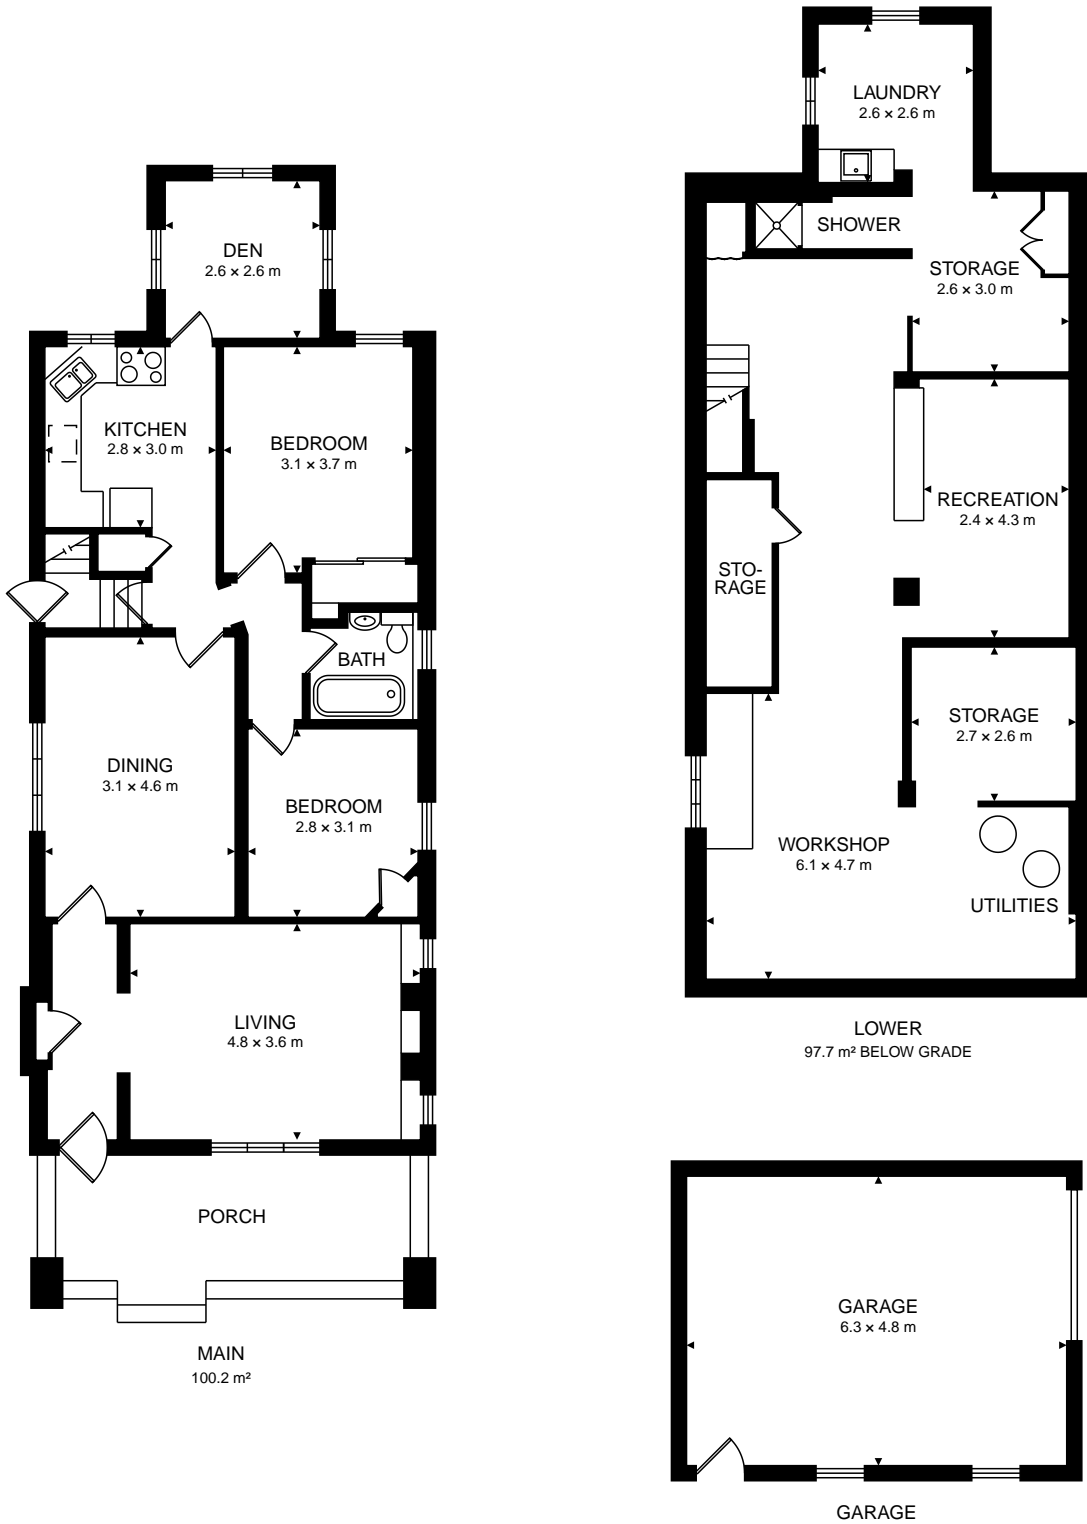 DEN
2.6 × 2.6 m
KITCHEN
2.8 × 3.0 m
BEDROOM
3.1 × 3.7 m
BATH
DINING
3.1 × 4.6 m
BEDROOM
2.8 × 3.1 m
LIVING
4.8 × 3.6 m
PORCH
MAIN
100.2 m²
LAUNDRY
2.6 × 2.6 m
SHOWER
STORAGE
2.6 × 3.0 m
RECREATION
2.4 × 4.3 m
STO-
RAGE
STORAGE
2.7 × 2.6 m
WORKSHOP
6.1 × 4.7 m
UTILITIES
LOWER
97.7 m² BELOW GRADE
GARAGE
6.3 × 4.8 m
GARAGE